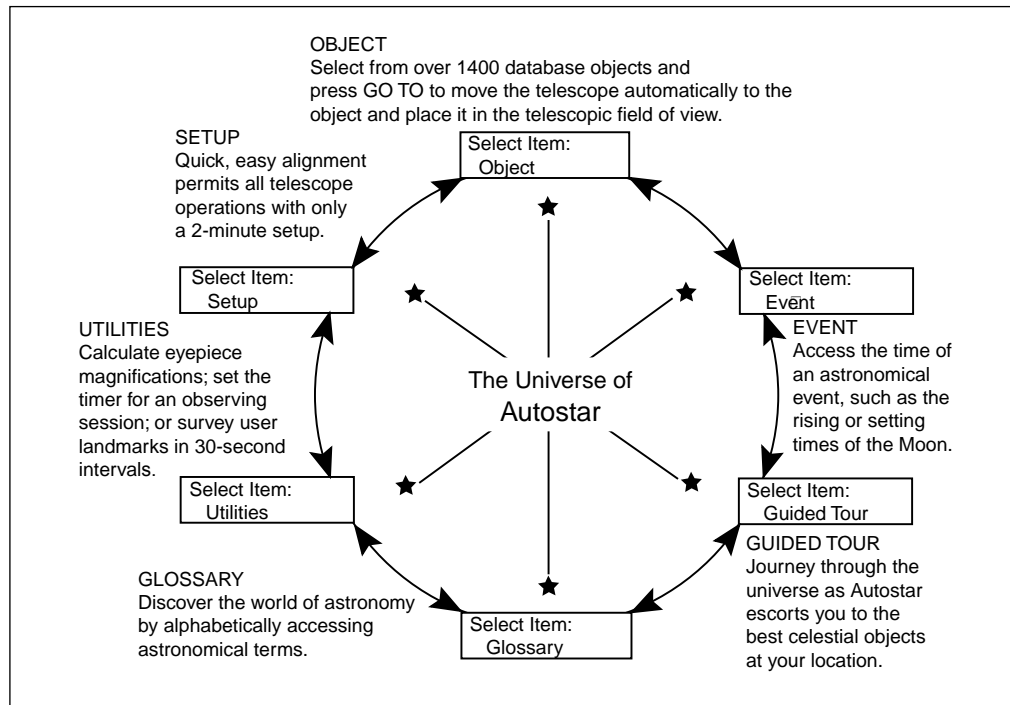 OBJECT
Select from over 1400 database objects and
press GO TO to move the telescope automatically to the
object and place it in the telescopic field of view.
SETUP
Quick, easy alignment
permits all telescope
operations with only
a 2-minute setup.
Select Item:
Object
Select Item:
Setup
Select Item:
Event
UTILITIES
Calculate eyepiece
magnifications; set the
timer for an observing
session; or survey user
landmarks in 30-second
intervals.
The Universe of
Autostar
EVENT
Access the time of
an astronomical
event, such as the
rising or setting
times of the Moon.
Select Item:
Utilities
Select Item:
Guided Tour
GLOSSARY
Discover the world of astronomy
by alphabetically accessing
astronomical terms.
Select Item:
Glossary
GUIDED TOUR
Journey through the
universe as Autostar
escorts you to the
best celestial objects
at your location.